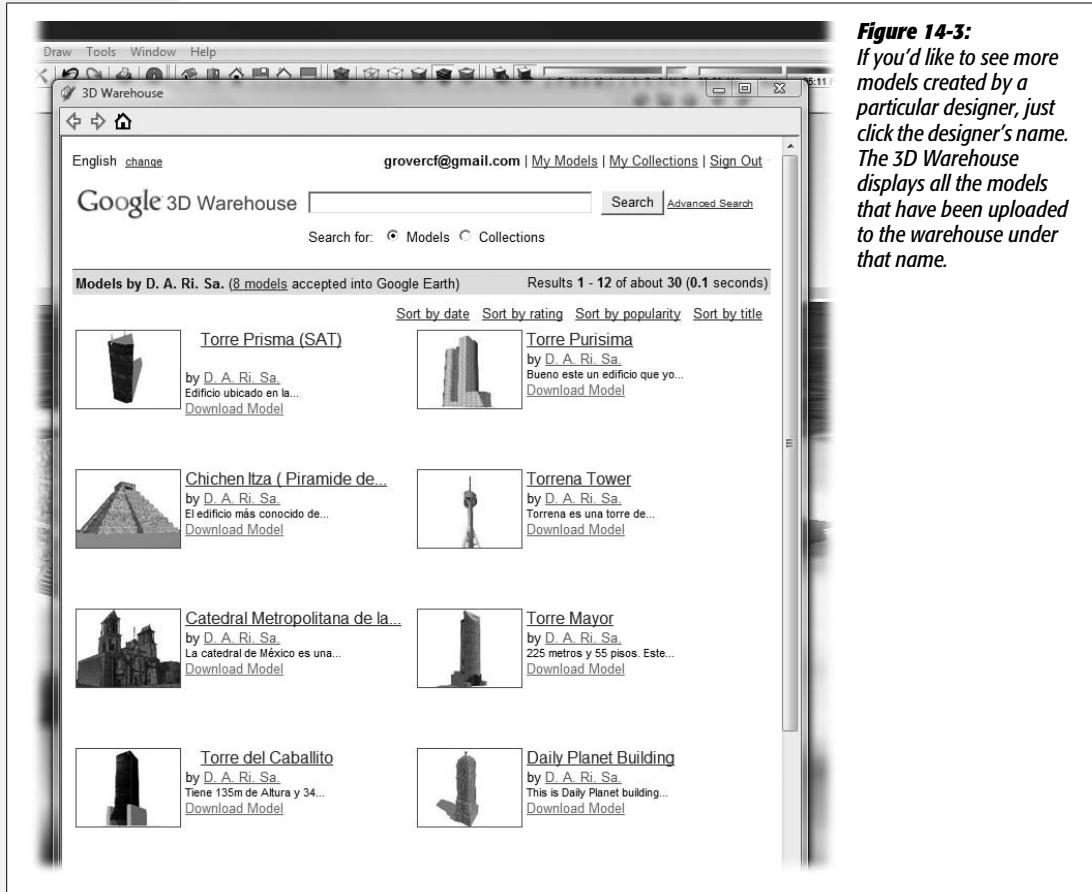 Draw Tools Window Help
3D Warehouse
English change
grovercf@gmail.com | My Models | My Collections | Sign Out
Google 3D Warehouse Search Advanced Search
Search for: Models Collections
Models by D. A. Ri. Sa. (8 models accepted into Google Earth) Results 1 - 12 of about 30 (0.1 seconds)
Sort by date Sort by rating Sort by popularity Sort by title
Torre Prisma (SAT)
by D. A. Ri. Sa.
Edificio ubicado en la...
Download Model
Torre Purisima
by D. A. Ri. Sa.
Bueno este un edificio que yo...
Download Model
Chichen Itza ( Piramide de...
by D. A. Ri. Sa.
El edificio más conocido de...
Download Model
Torrena Tower
by D. A. Ri. Sa.
Torrena es una torre de...
Download Model
Catedral Metropolitana de la...
by D. A. Ri. Sa.
La catedral de México es una...
Download Model
Torre Mayor
by D. A. Ri. Sa.
225 metros y 55 pisos. Este...
Download Model
Torre del Caballito
by D. A. Ri. Sa.
Tiene 135m de Altura y 34...
Download Model
Daily Planet Building
by D. A. Ri. Sa.
This is Daily Planet building...
Download Model
Figure 14-3:
If you'd like to see more
models created by a
particular designer, just
click the designer's name.
The 3D Warehouse
displays all the models
that have been uploaded
to the warehouse under
that name.